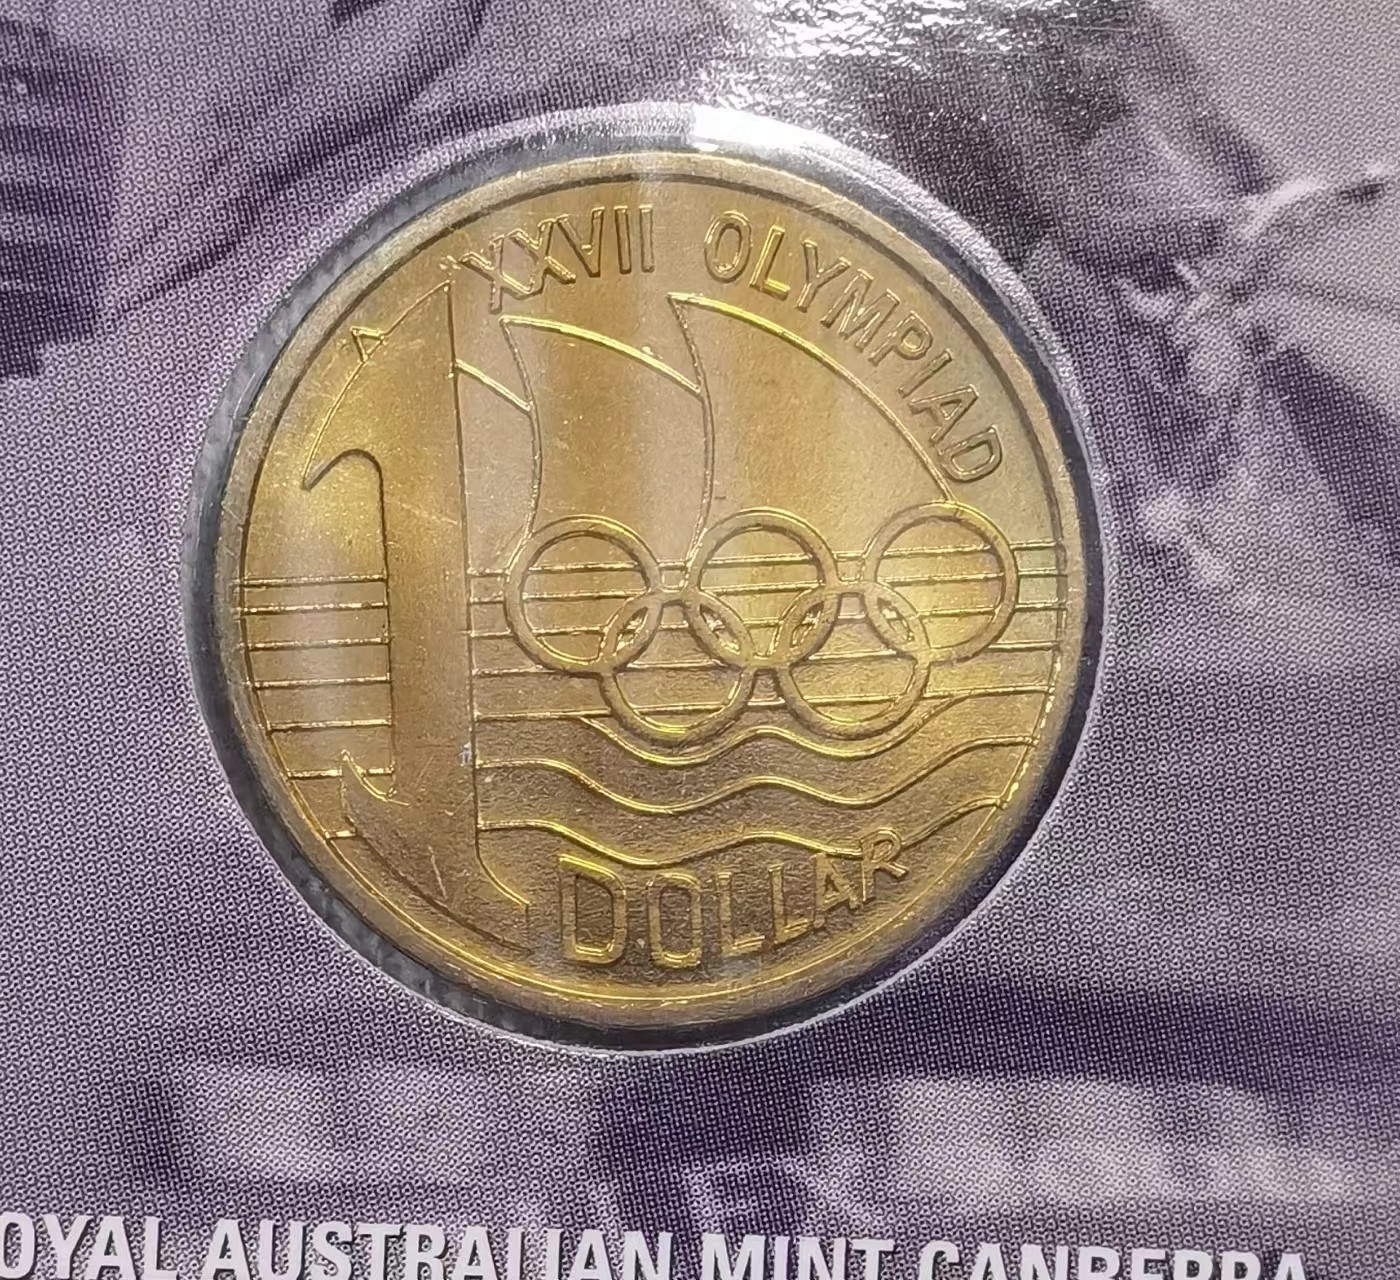 XXVII OLYMPIAD
1
DOLLAR
OYAL AUSTRALIAN MINT CANBERRA